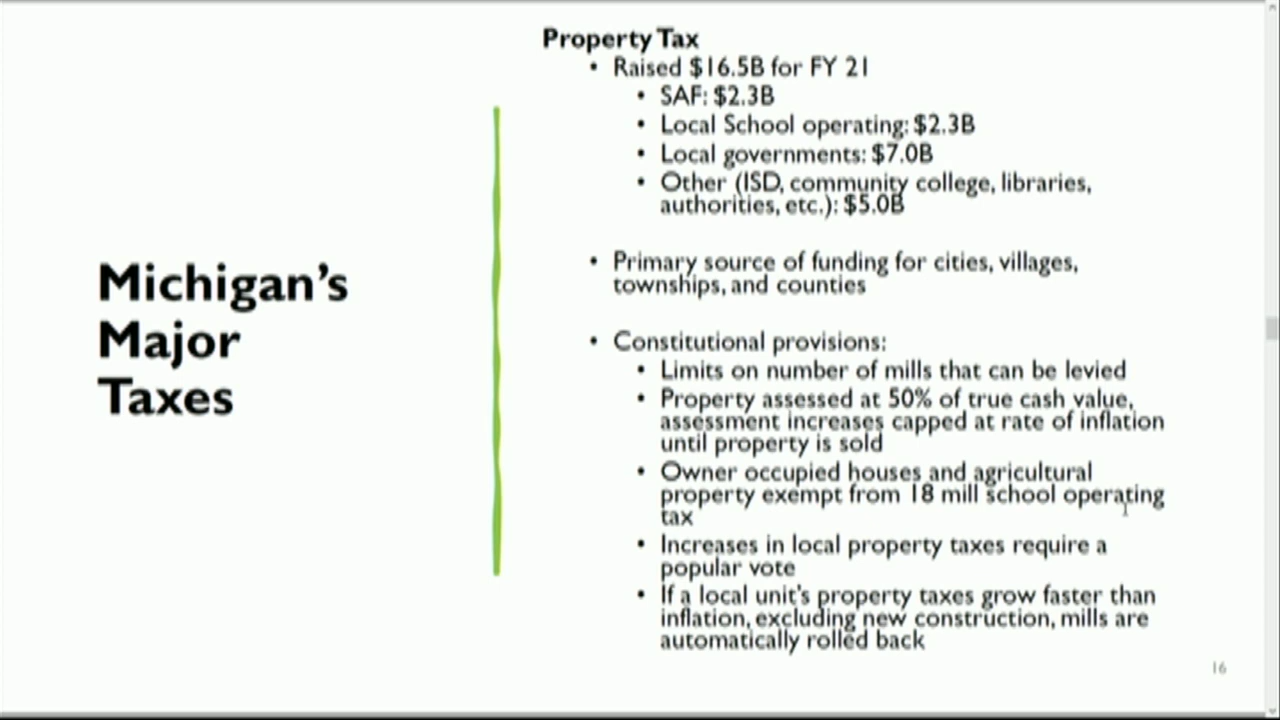 Michigan's
Major
Taxes
Property Tax
• Raised $16.5B for FY 21
• SAF: $2.3B
• Local School operating: $2.3B
• Local governments: $7.0B
• Other (ISD, community college, libraries,
authorities, etc.): $5.0B
• Primary source of funding for cities, villages,
townships, and counties
• Constitutional provisions:
• Limits on number of mills that can be levied
• Property assessed at 50% of true cash value,
assessment increases capped at rate of inflation
until property is sold
• Owner occupied houses and agricultural
property exempt from 18 mill school operating
tax
• Increases in local property taxes require a
popular vote
• If a local unit's property taxes grow faster than
inflation, excluding new construction, mills are
automatically rolled back
16